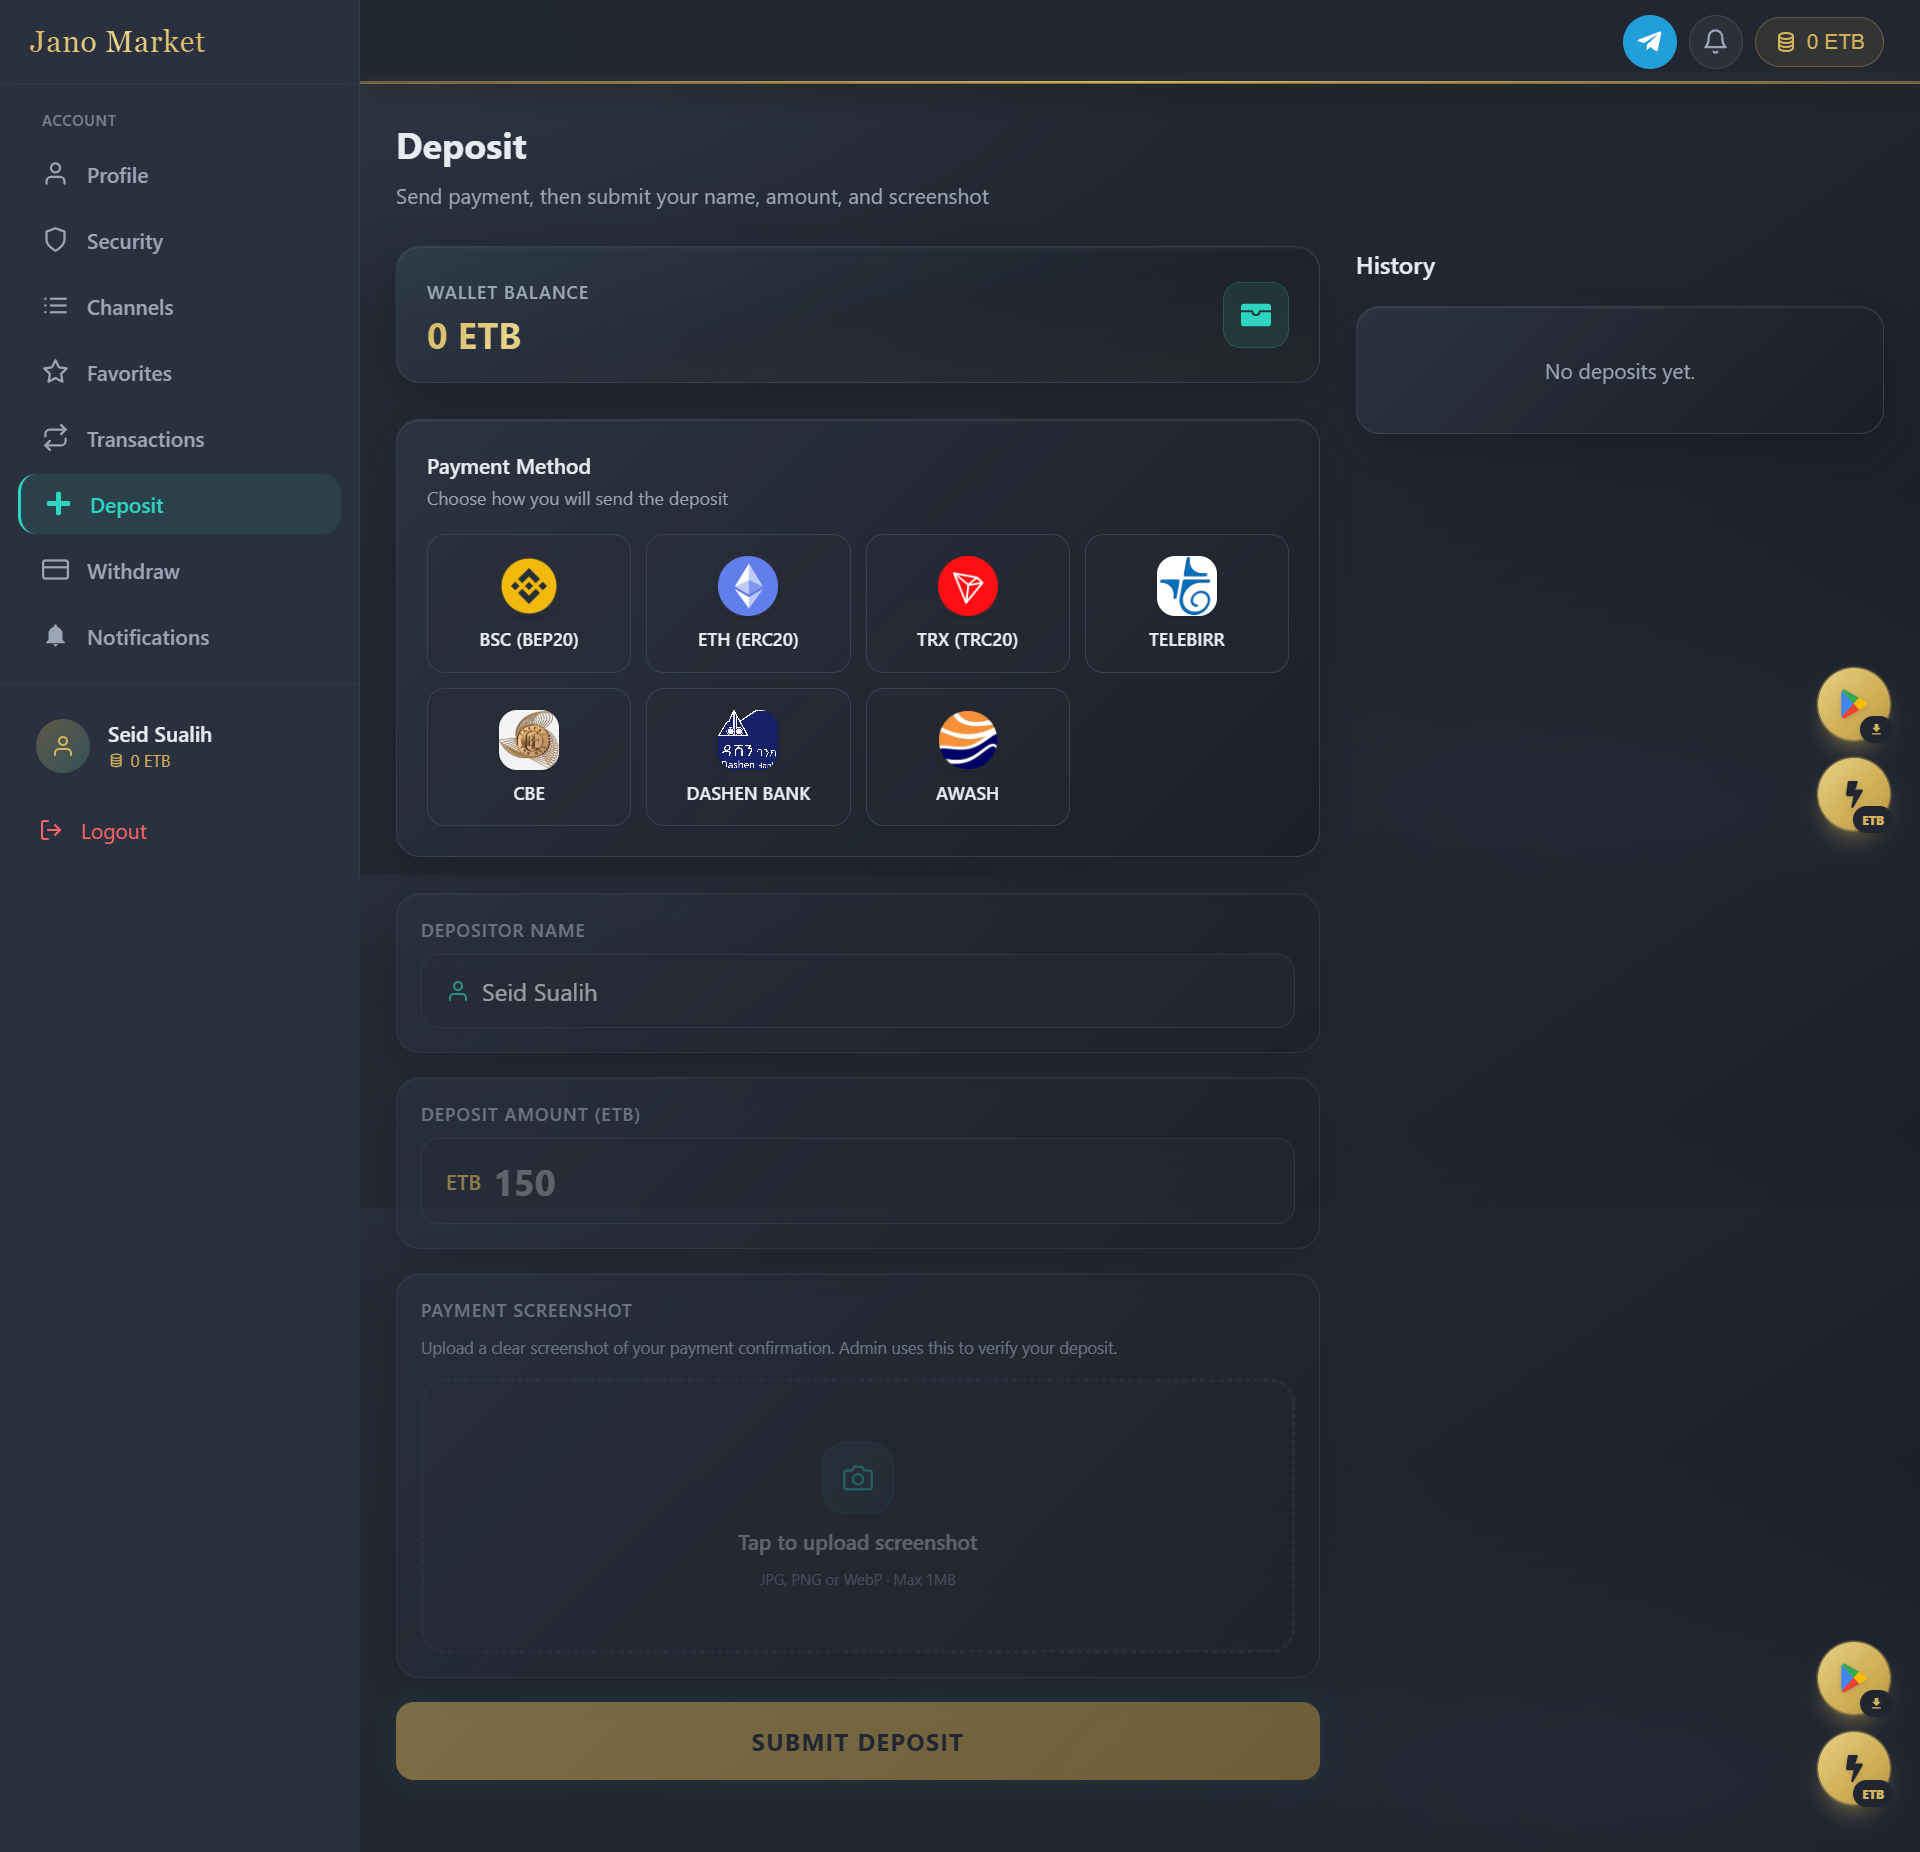 Jano Market
0 ETB
ACCOUNT
Profile
Security
Channels
Favorites
Transactions
Deposit
Withdraw
Notifications
Seid Sualih
0 ETB
Logout
Deposit
Send payment, then submit your name, amount, and screenshot
WALLET BALANCE
0 ETB
Payment Method
Choose how you will send the deposit
BSC (BEP20)
ETH (ERC20)
TRX (TRC20)
TELEBIRR
Dashen
CBE
DASHEN BANK
AWASH
DEPOSITOR NAME
Seid Sualih
DEPOSIT AMOUNT (ETB)
ETB 150
PAYMENT SCREENSHOT
Upload a clear screenshot of your payment confirmation. Admin uses this to verify your deposit.
Tap to upload screenshot
JPG, PNG or WebP · Max 1MB
SUBMIT DEPOSIT
History
No deposits yet.
ETB
ETB